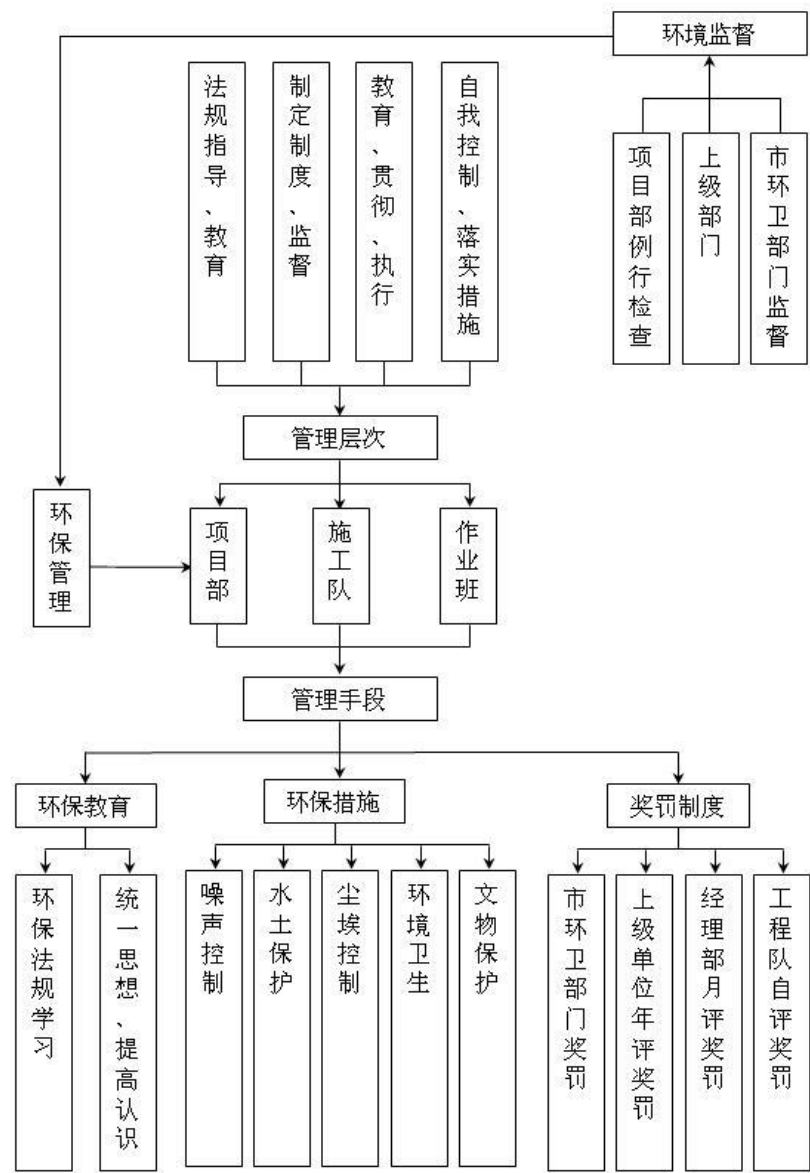 环境监督
法规指导、教育
制定制度、监督
教育、贯彻、执行
自我控制、落实措施
项目部例行检查
上级部门
市环卫部门监督
管理层次
环保管理
项目部
施工队
作业班
管理手段
环保教育
环保措施
奖罚制度
环保法规学习
统一思想、提高认识
噪声控制
水土保护
尘埃控制
环境卫生
文物保护
市环卫部门奖罚
上级单位年评奖罚
经理部月评奖罚
工程队自评奖罚